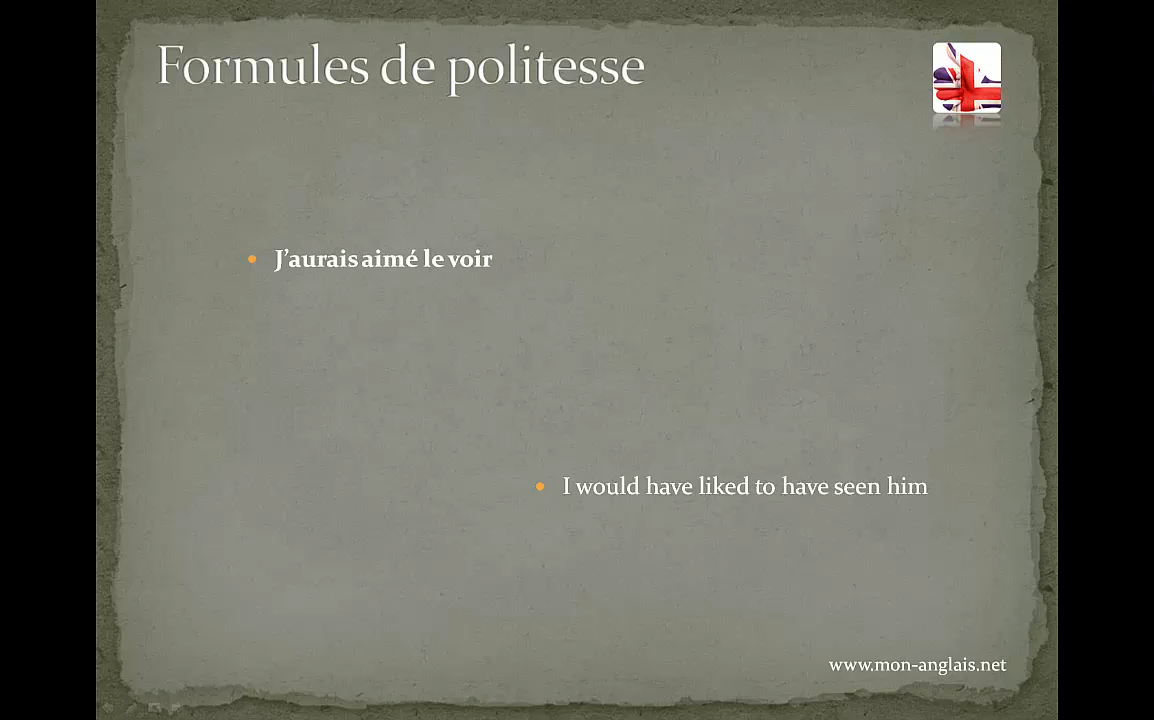 Formules de politesse
J’aurais aimé le voir
I would have liked to have seen him
www.mon-anglais.net